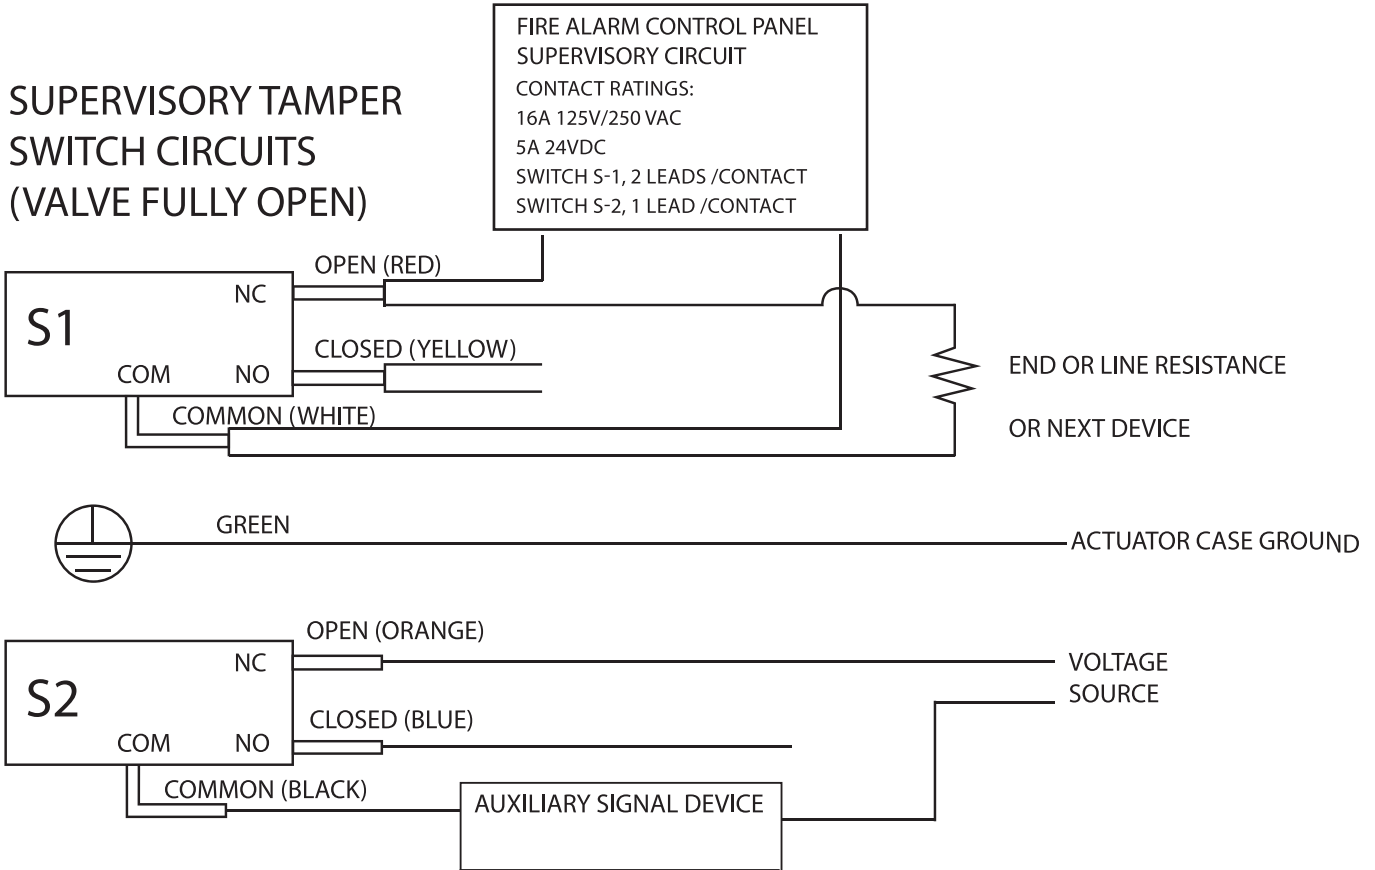 FIRE ALARM CONTROL PANEL
SUPERVISORY CIRCUIT
CONTACT RATINGS:
16A 125V/250 VAC
5A 24VDC
SWITCH S-1, 2 LEADS /CONTACT
SWITCH S-2, 1 LEAD /CONTACT
SUPERVISORY TAMPER
SWITCH CIRCUITS
(VALVE FULLY OPEN)
OPEN (RED)
NC
S1
CLOSED (YELLOW)
COM
NO
COMMON (WHITE)
END OR LINE RESISTANCE
OR NEXT DEVICE
GREEN
ACTUATOR CASE GROUND
OPEN (ORANGE)
NC
S2
CLOSED (BLUE)
COM
NO
COMMON (BLACK)
VOLTAGE
SOURCE
AUXILIARY SIGNAL DEVICE